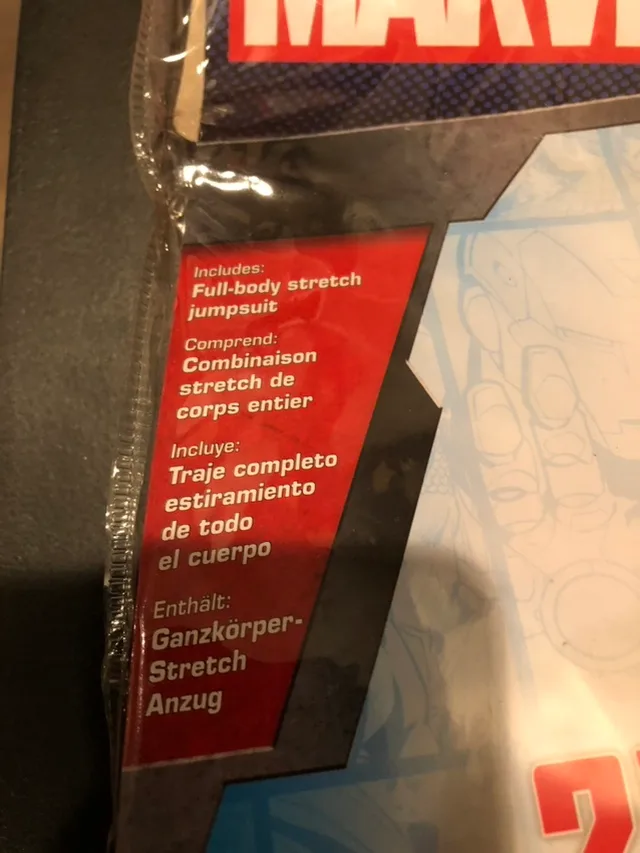 Includes:
Full-body stretch
jumpsuit
Comprend:
Combinaison
stretch de
corps entier
Incluye:
Traje completo
estiramiento
de todo
el cuerpo
Enthält:
Ganzkörper-
Stretch
Anzug